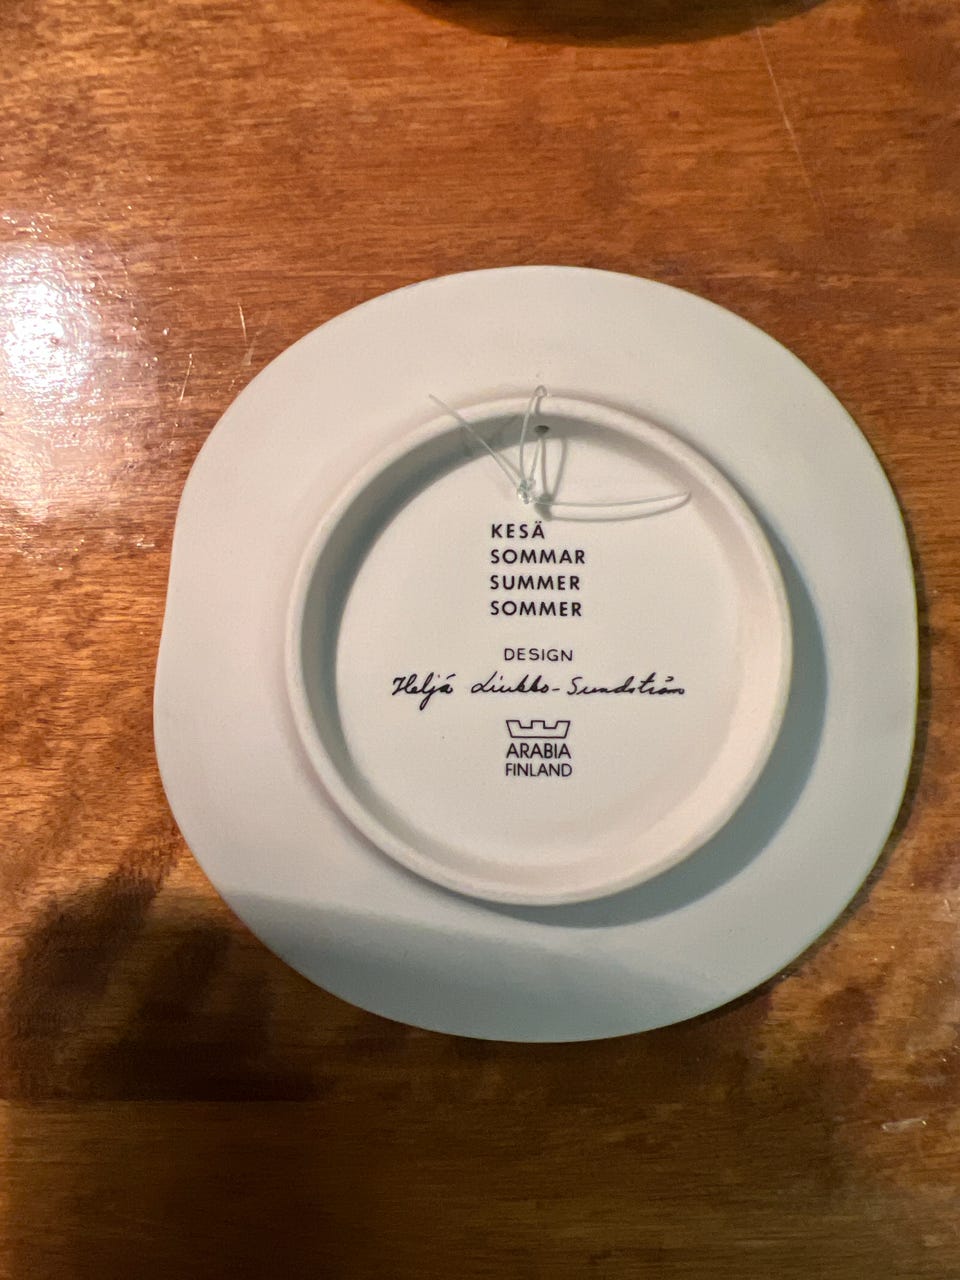 KESÄ
SOMMAR
SUMMER
SOMMER
DESIGN
Heljä Liukko-Sundström
ARABIA
FINLAND